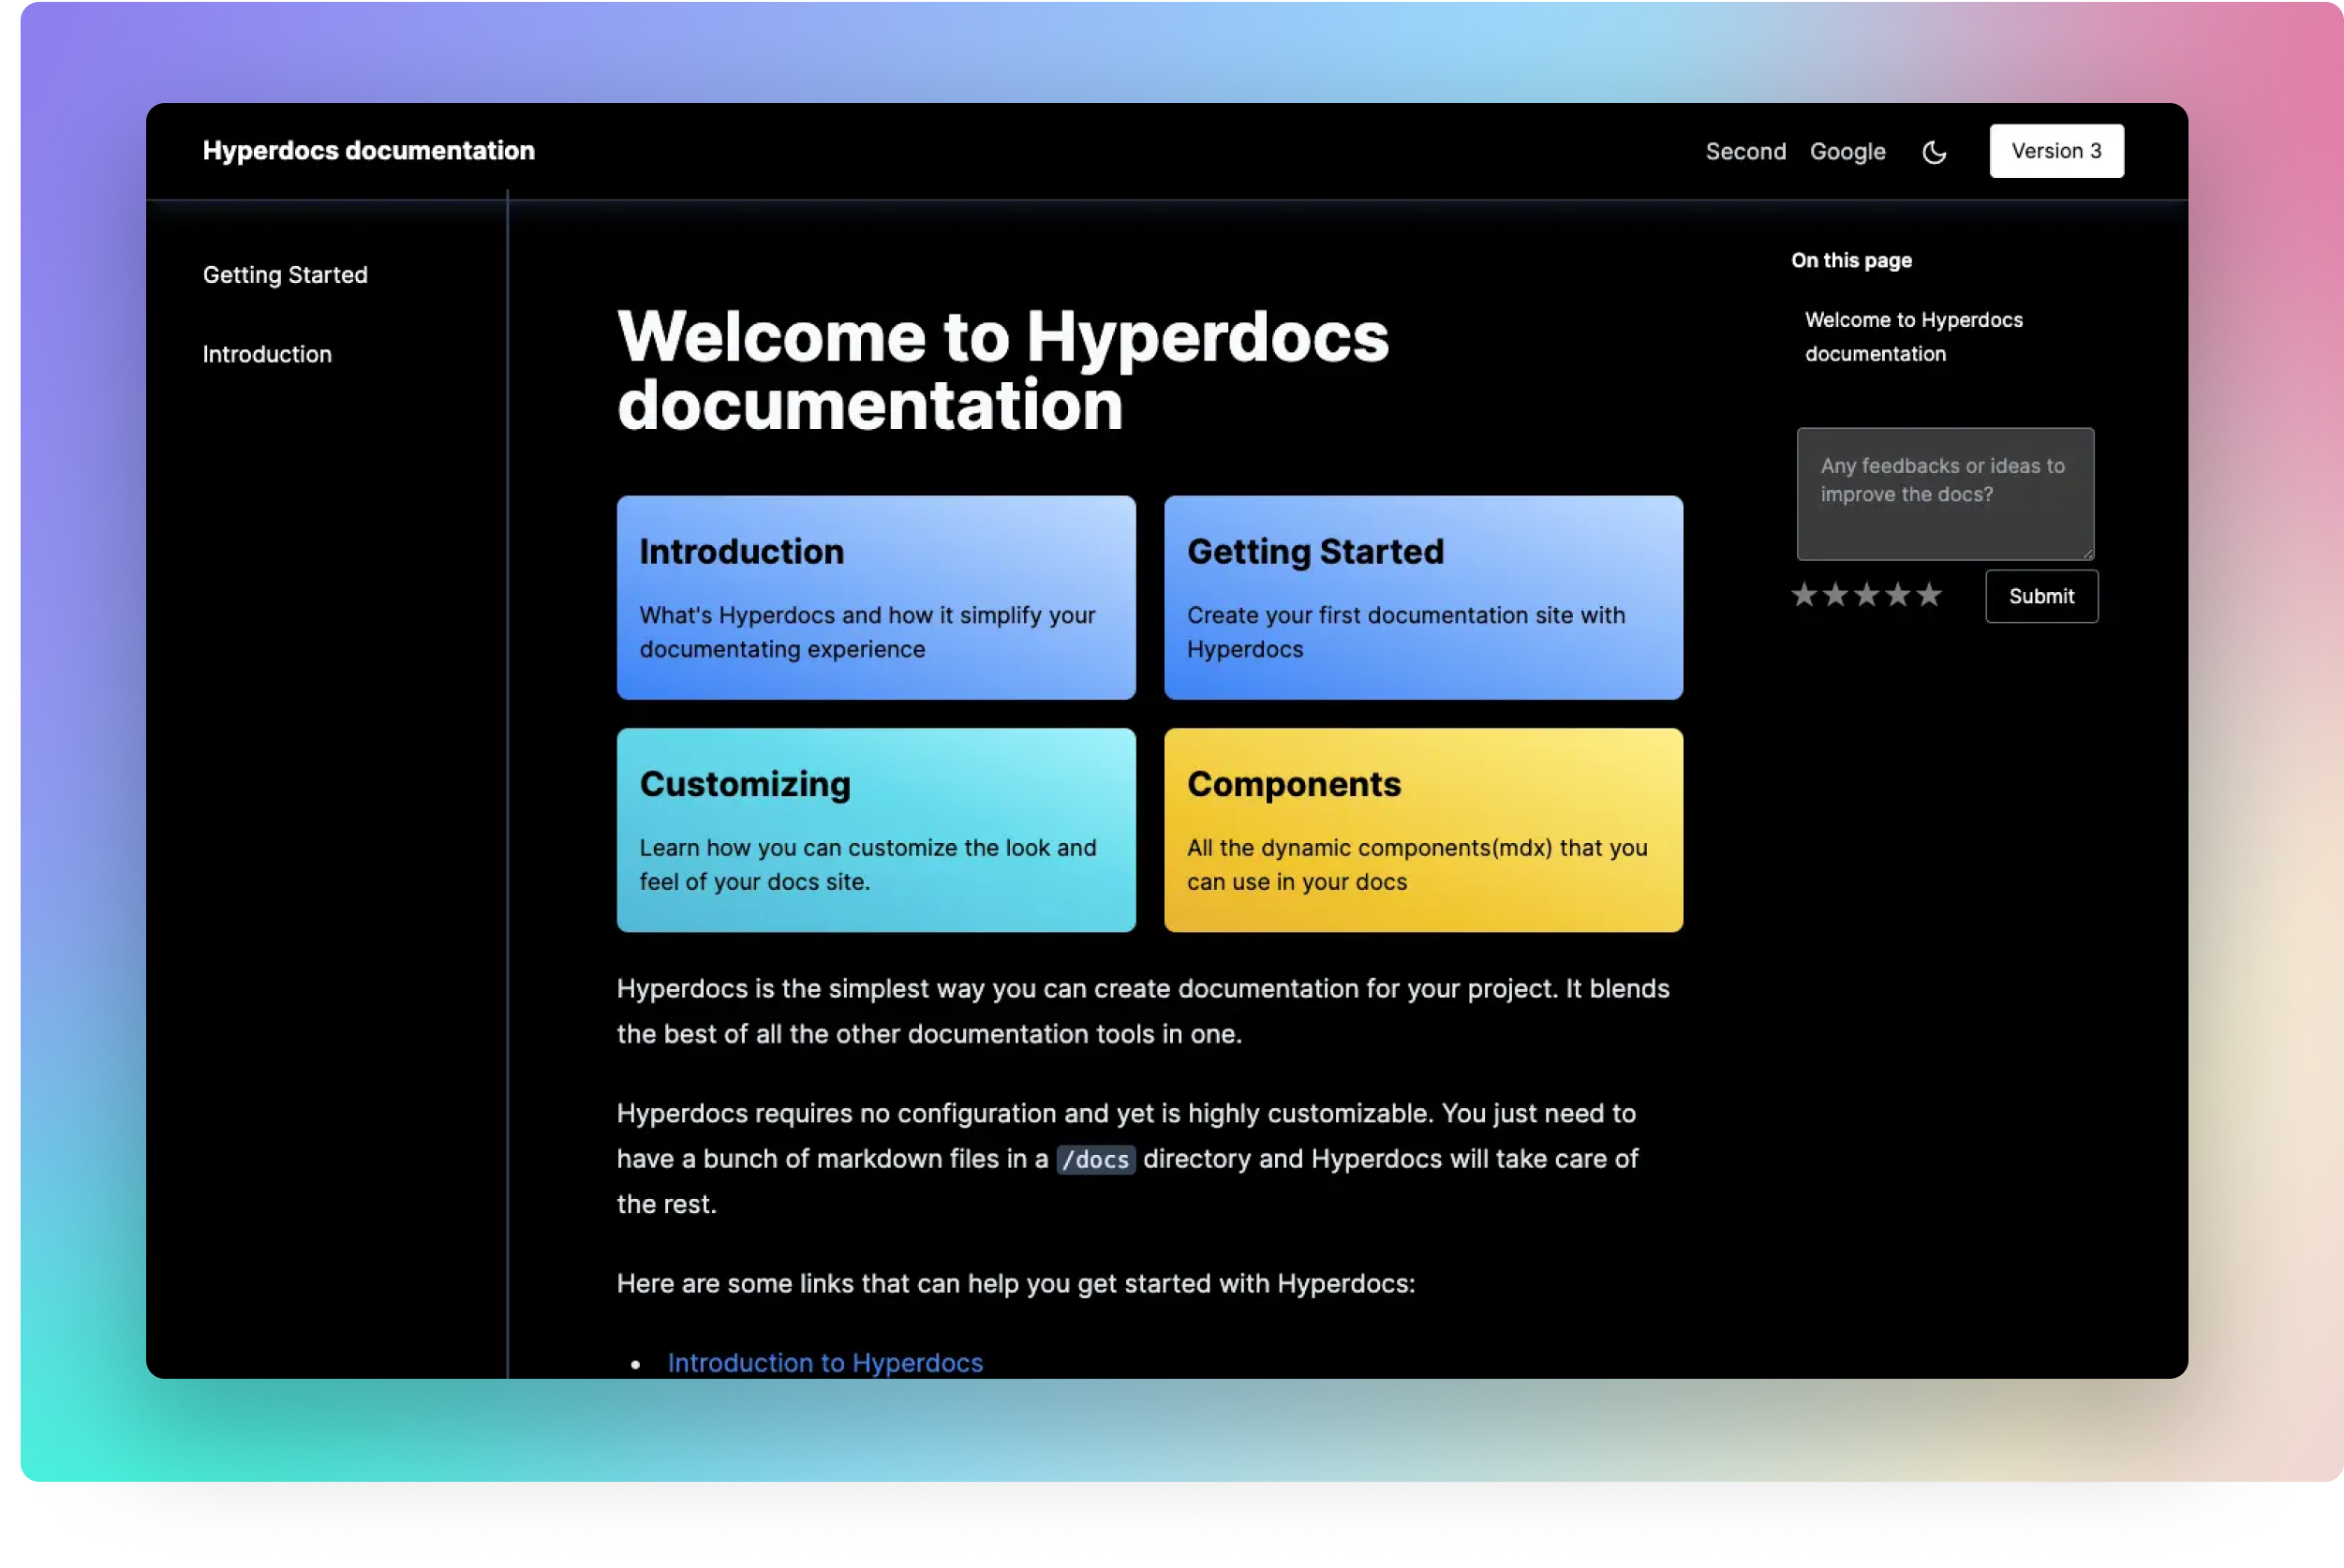 Hyperdocs documentation
Second Google Version 3
Getting Started
Introduction
Welcome to Hyperdocs
documentation
Introduction
What's Hyperdocs and how it simplify your
documentating experience
Getting Started
Create your first documentation site with
Hyperdocs
Customizing
Learn how you can customize the look and
feel of your docs site.
Components
All the dynamic components(mdx) that you
can use in your docs
Hyperdocs is the simplest way you can create documentation for your project. It blends
the best of all the other documentation tools in one.
Hyperdocs requires no configuration and yet is highly customizable. You just need to
have a bunch of markdown files in a /docs directory and Hyperdocs will take care of
the rest.
Here are some links that can help you get started with Hyperdocs:
• Introduction to Hyperdocs
On this page
Welcome to Hyperdocs
documentation
Any feedbacks or ideas to
improve the docs?
★★★★★ Submit